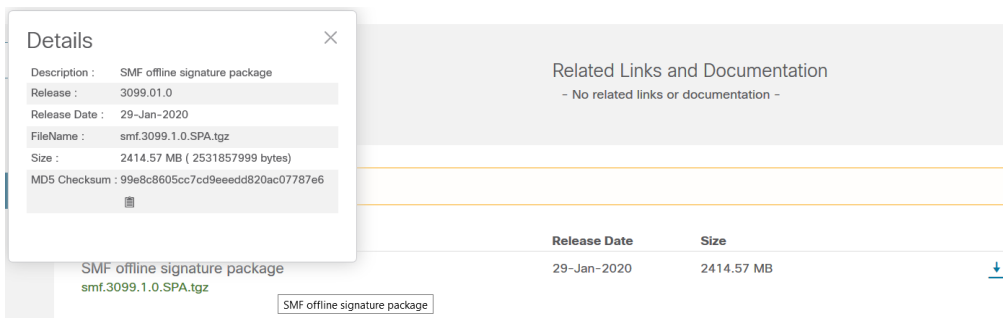 Details
Description : SMF offline signature package
Release : 3099.01.0
Release Date : 29-Jan-2020
FileName : smf.3099.1.0.SPA.tgz
Size : 2414.57 MB ( 2531857999 bytes)
MD5 Checksum : 99e8c8605cc7cd9eeedd820ac07787e6
Related Links and Documentation
- No related links or documentation -
Release Date Size
SMF offline signature package 29-Jan-2020 2414.57 MB
smf.3099.1.0.SPA.tgz
SMF offline signature package